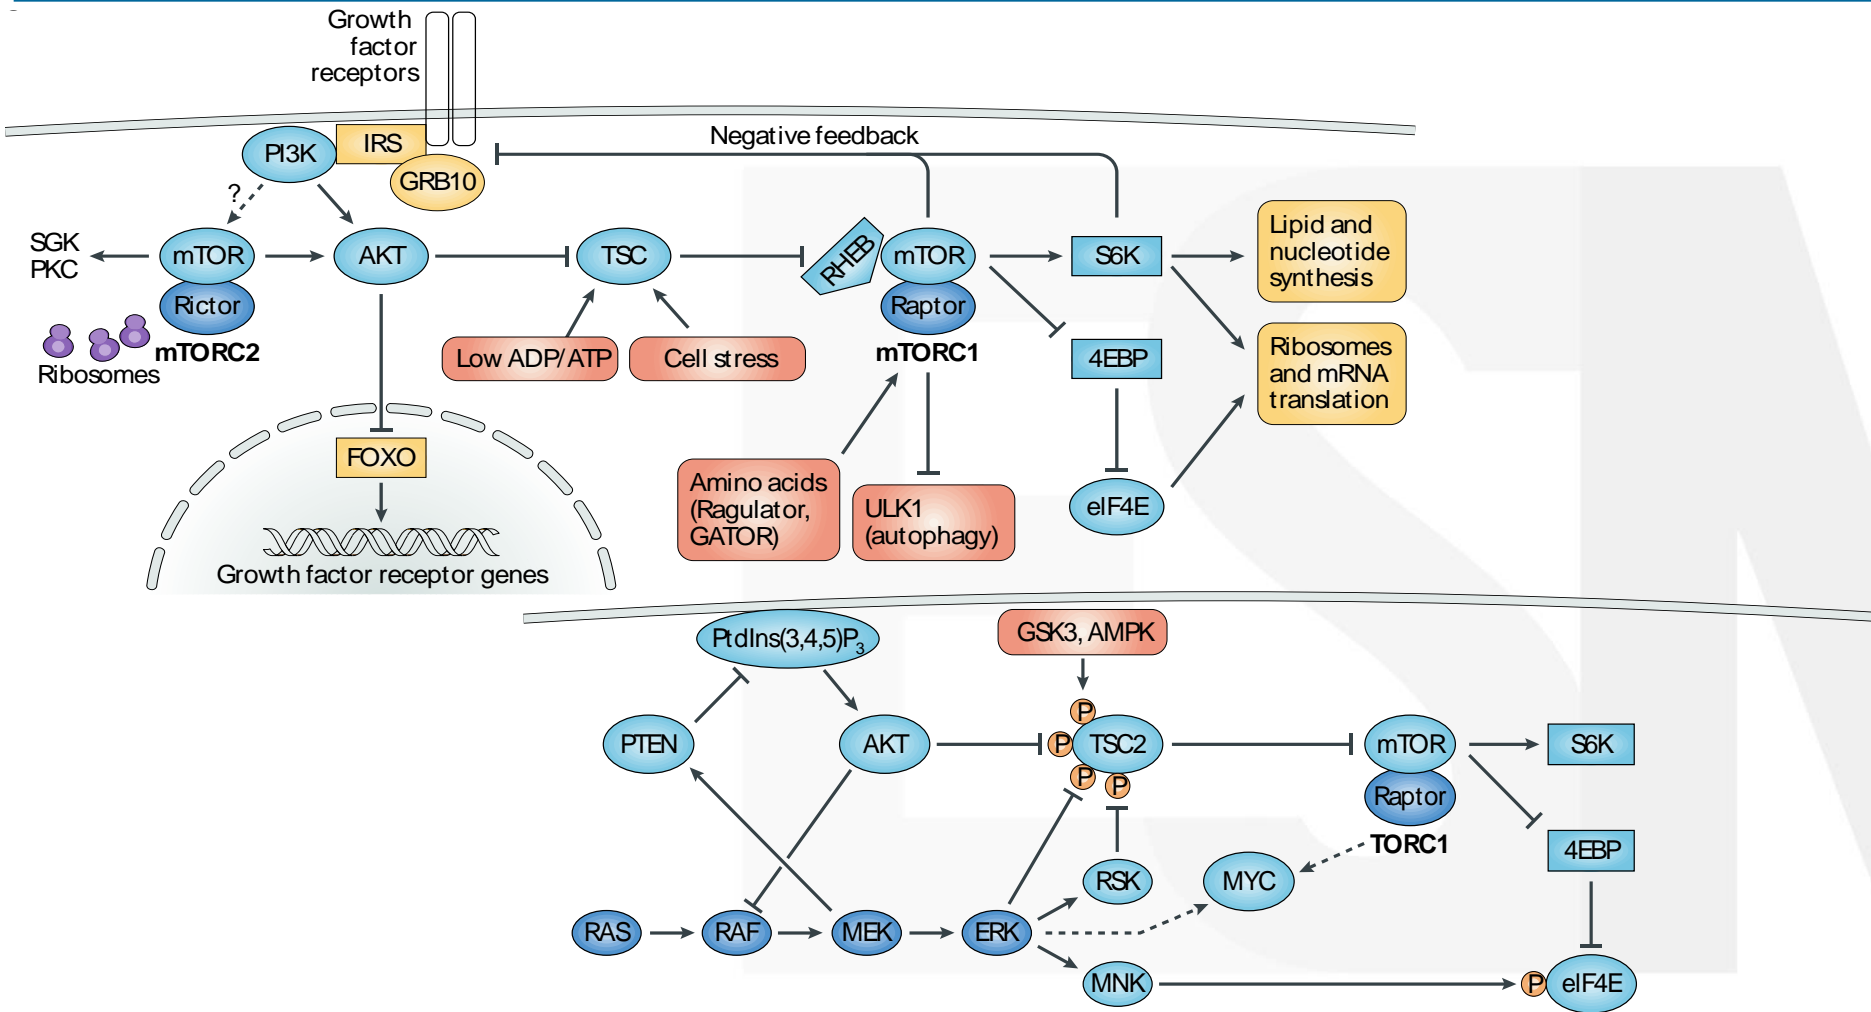 Growth
factor
receptors
Negative feedback
PI3K
IRS
GRB10
?
SGK
PKC
mTOR
Rictor
mTORC2
Ribosomes
AKT
TSC
RHEB
mTOR
Raptor
mTORC1
S6K
Lipid and
nucleotide
synthesis
Low ADP/ATP
Cell stress
4EBP
Ribosomes
and mRNA
translation
FOXO
Growth factor receptor genes
Amino acids
(Ragulator,
GATOR)
ULK1
(autophagy)
eIF4E
PtdIns(3,4,5)P3
GSK3, AMPK
PTEN
AKT
P
P
P
P
TSC2
mTOR
Raptor
TORC1
S6K
4EBP
RSK
MYC
RAS
RAF
MEK
ERK
MNK
P
eIF4E
ESM